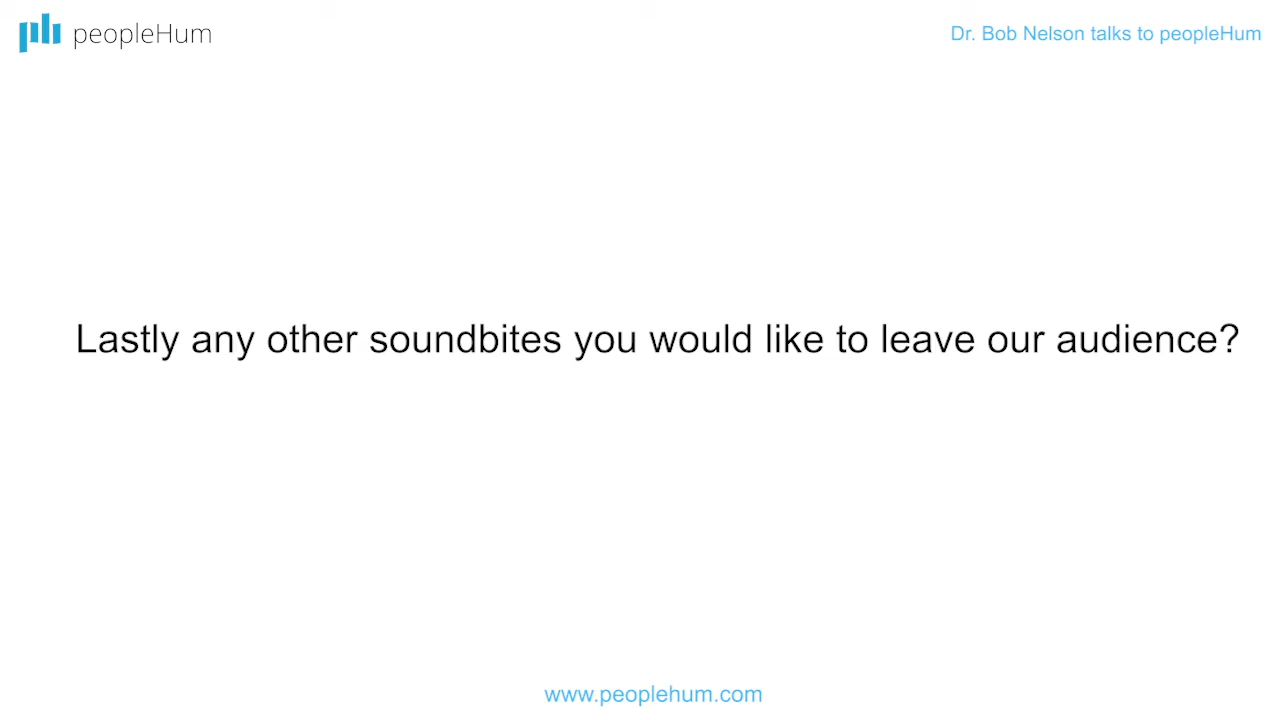 peopleHum
Dr. Bob Nelson talks to peopleHum
Lastly any other soundbites you would like to leave our audience?
www.peoplehum.com